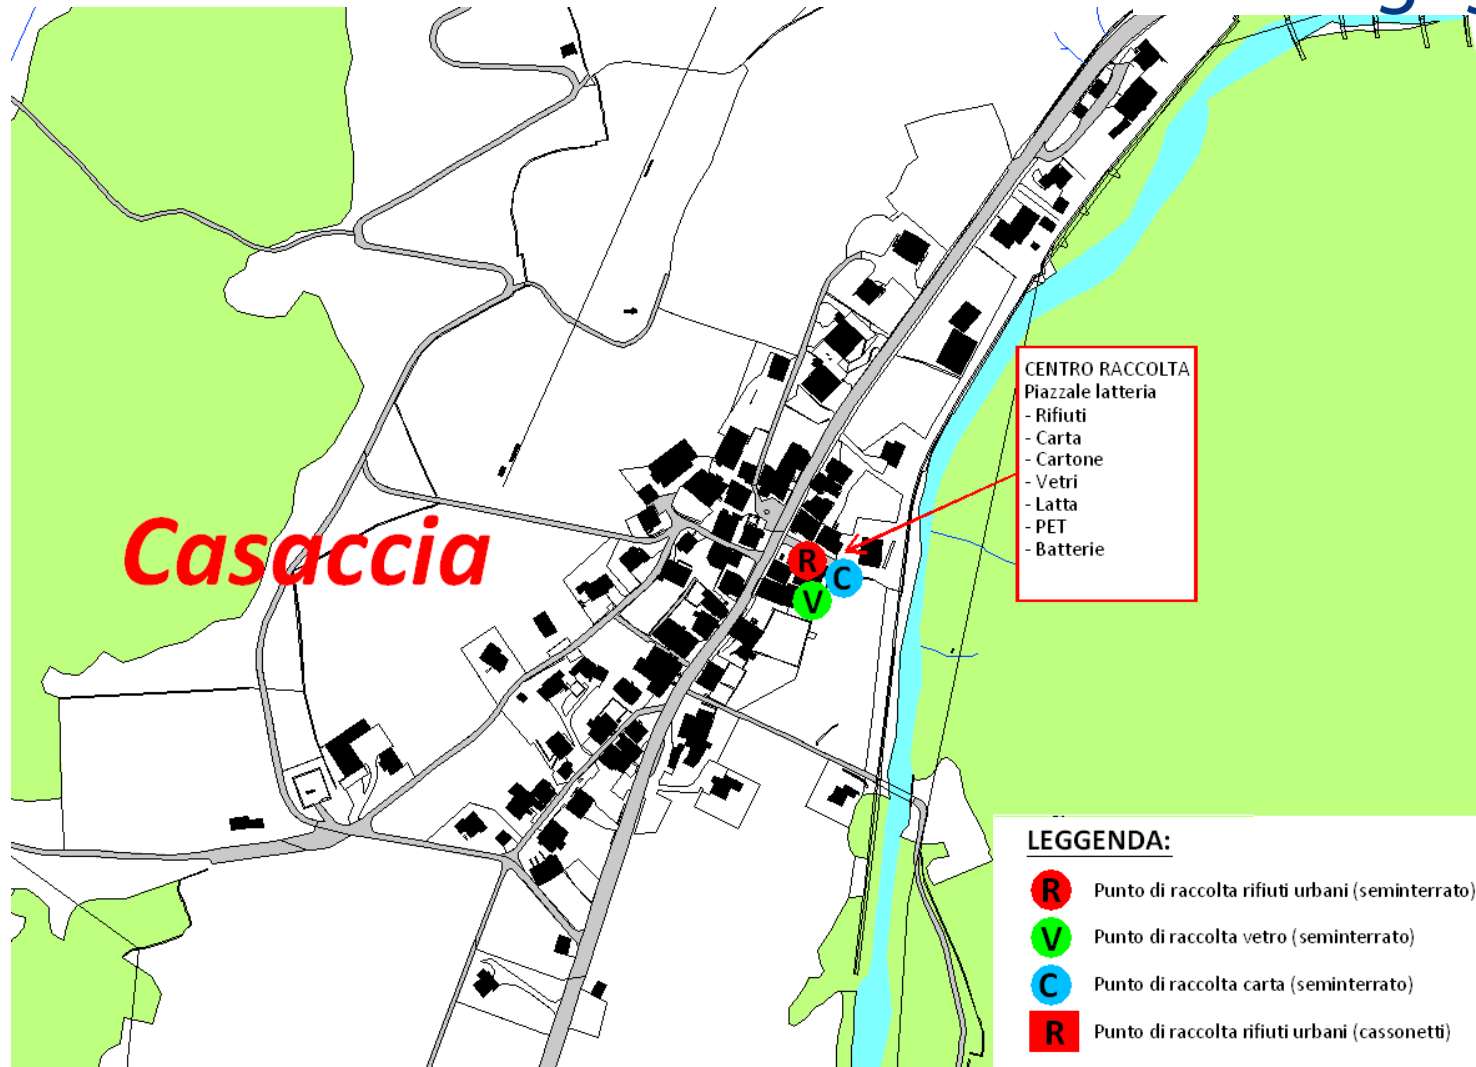 CENTRO RACCOLTA
Piazzale latteria
- Rifiuti
- Carta
- Cartone
- Vetri
- Latta
- PET
- Batterie
Casaccia
R
C
V
LEGGENDA:
R Punto di raccolta rifiuti urbani (seminterrato)
V Punto di raccolta vetro (seminterrato)
C Punto di raccolta carta (seminterrato)
R Punto di raccolta rifiuti urbani (cassonetti)